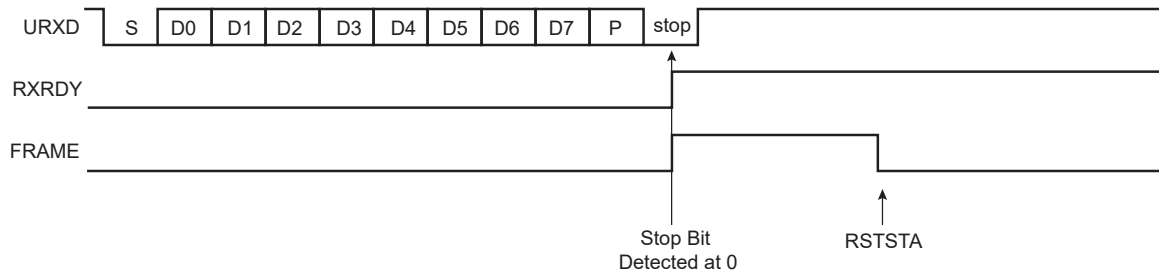 URXD S D0 D1 D2 D3 D4 D5 D6 D7 P stop
RXRDY
FRAME
Stop Bit RSTSTA
Detected at 0